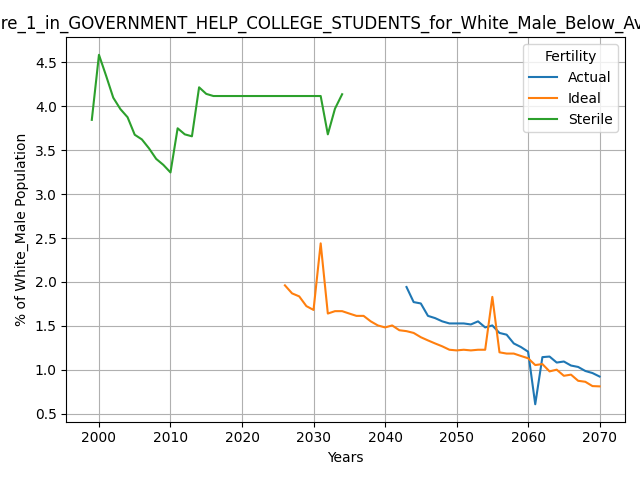 re_1_in_GOVERNMENT_HELP_COLLEGE_STUDENTS_for_White_Male_Below_Av
Fertility
Actual
Ideal
Sterile
% of White_Male Population
4.5
4.0
3.5
3.0
2.5
2.0
1.5
1.0
0.5
2000 2010 2020 2030 2040 2050 2060 2070
Years